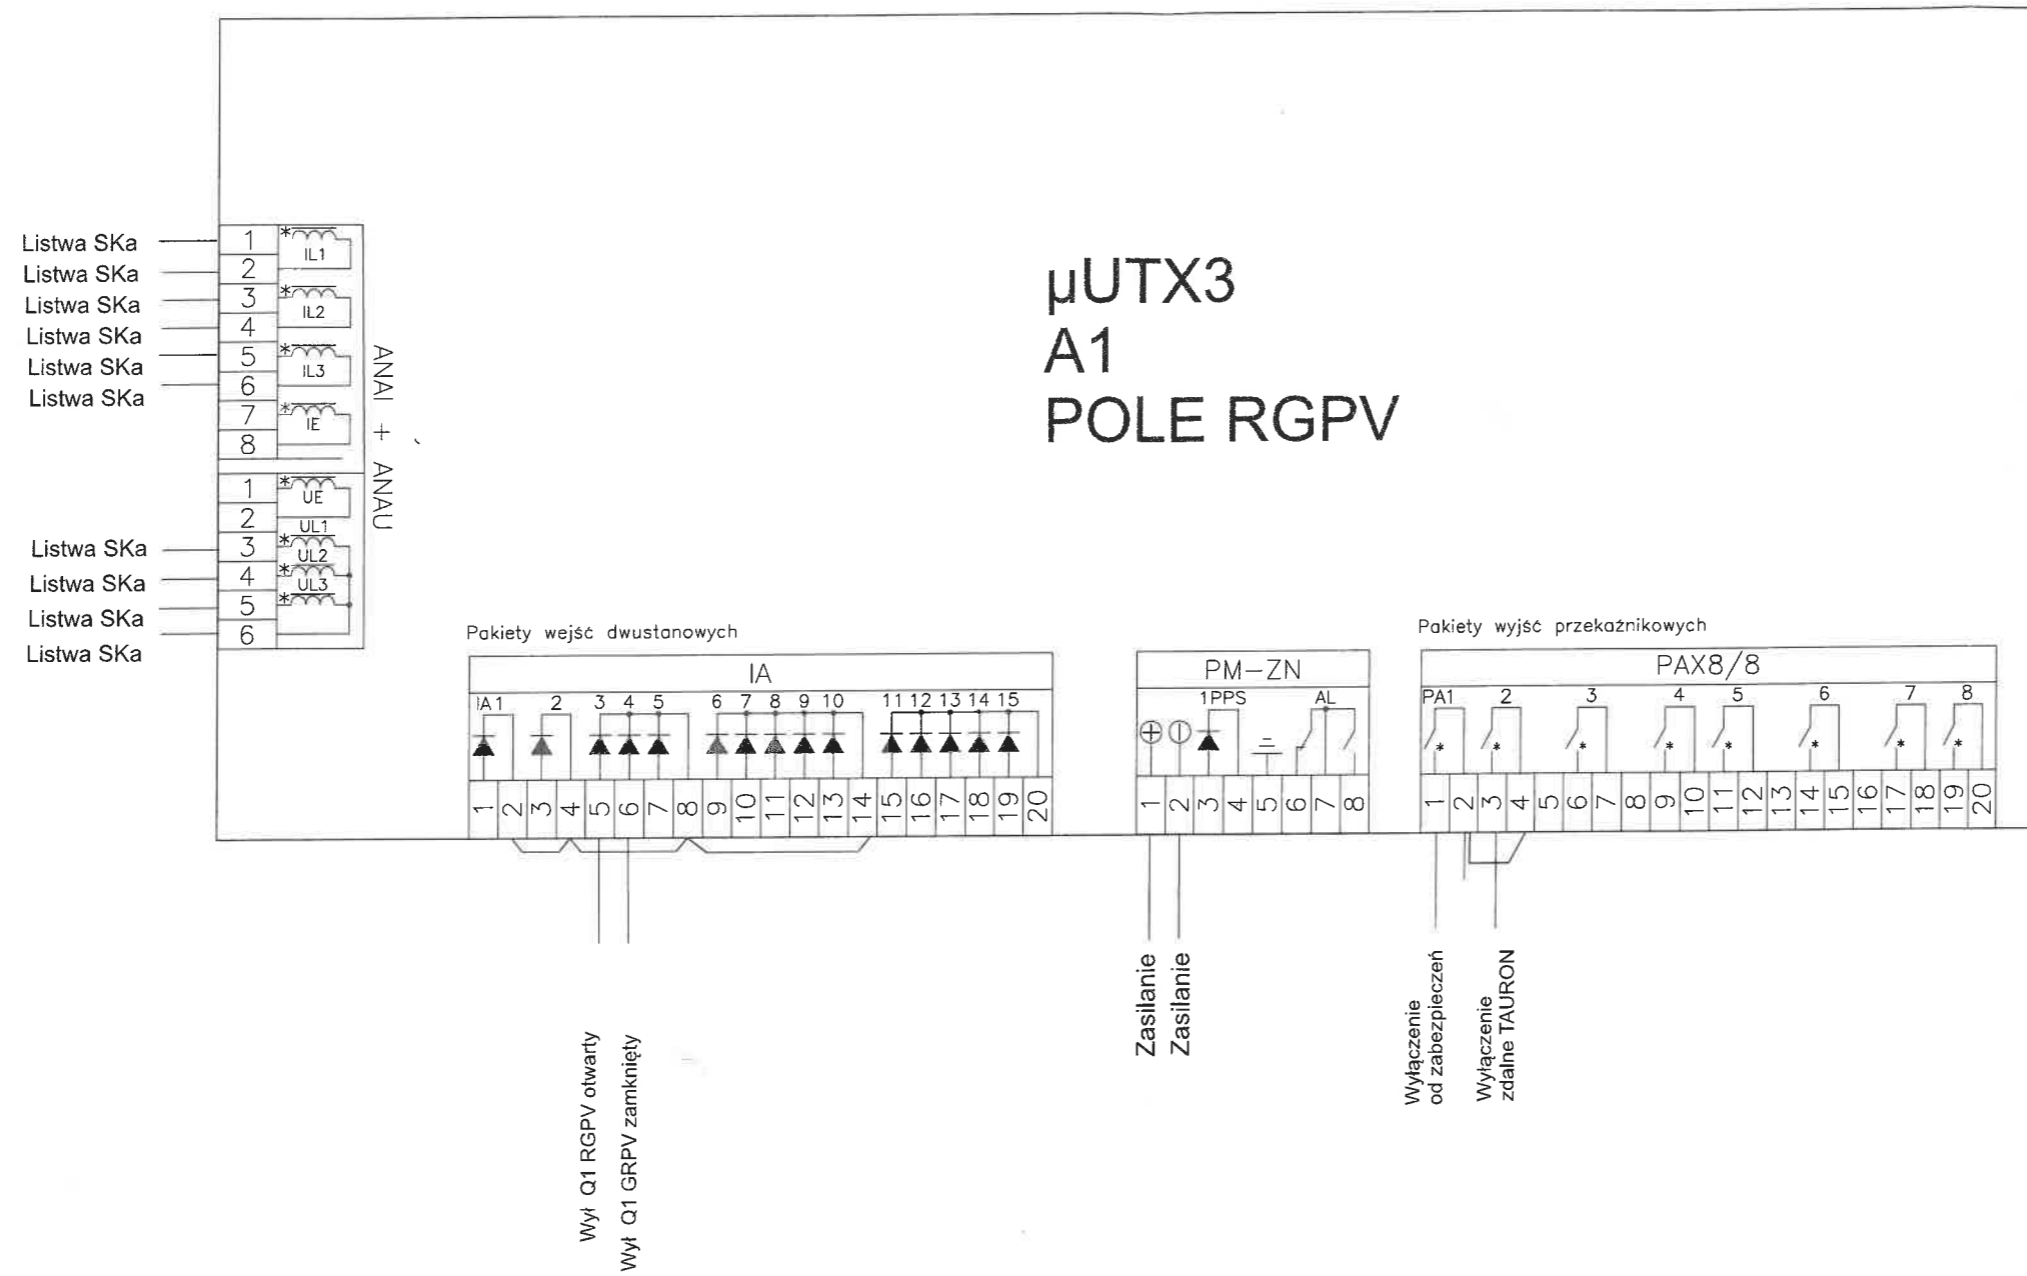 µUTX3
A1
POLE RGPV
Listwa SKa
Listwa SKa
Listwa SKa
Listwa SKa
Listwa SKa
Listwa SKa
1
2
3
4
5
6
7
8
*
IL1
*
IL2
*
IL3
*
IE
ANAI + ANAU
Listwa SKa
Listwa SKa
Listwa SKa
Listwa SKa
1
2
3
4
5
6
*
UE
UL1
*
UL2
*
UL3
*
Pakiety wejść dwustanowych
IA
IA1 2 3 4 5 6 7 8 9 10 11 12 13 14 15
1 2 3 4 5 6 7 8 9 10 11 12 13 14 15 16 17 18 19 20
Wył Q1 RGPV otwarty
Wył Q1 GRPV zamknięty
PM-ZN
1PPS AL
+ −
1 2 3 4 5 6 7 8
Zasilanie
Zasilanie
Pakiety wyjść przekaźnikowych
PAX8/8
PA1 2 3 4 5 6 7 8
* * * * * * * *
1 2 3 4 5 6 7 8 9 10 11 12 13 14 15 16 17 18 19 20
Wyłączenie
od zabezpieczeń
Wyłączenie
zdalne TAURON